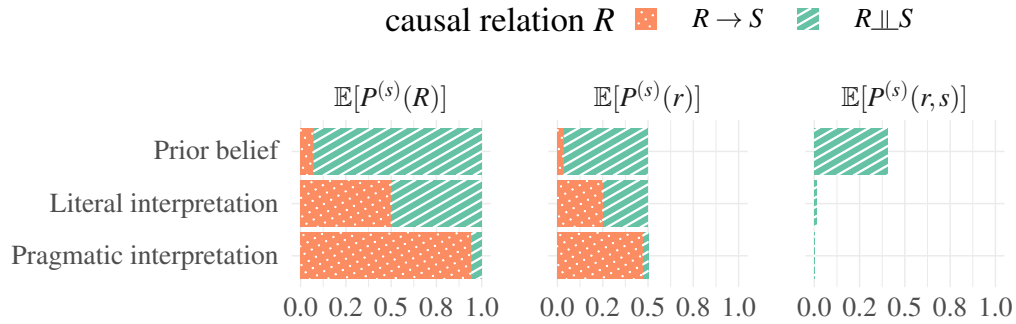 causal relation R R → S R⫫S
𝔼[P^(s)(R)] 𝔼[P^(s)(r)] 𝔼[P^(s)(r,s)]
Prior belief
Literal interpretation
Pragmatic interpretation
0.0 0.2 0.5 0.8 1.0 0.0 0.2 0.5 0.8 1.0 0.0 0.2 0.5 0.8 1.0